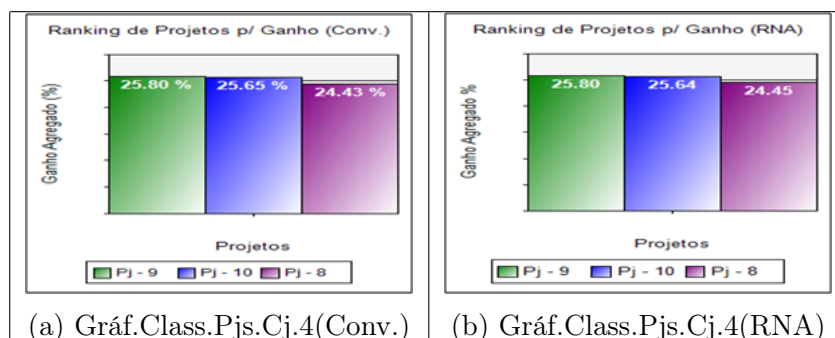 Ranking de Projetos p/ Ganho (Conv.)
Ganho Agregado (%)
25.80 %
25.65 %
24.43 %
Projetos
Pj - 9 Pj - 10 Pj - 8
(a) Gráf.Class.Pjs.Cj.4(Conv.)
Ranking de Projetos p/ Ganho (RNA)
Ganho Agregado %
25.80
25.64
24.45
Projetos
Pj - 9 Pj - 10 Pj - 8
(b) Gráf.Class.Pjs.Cj.4(RNA)